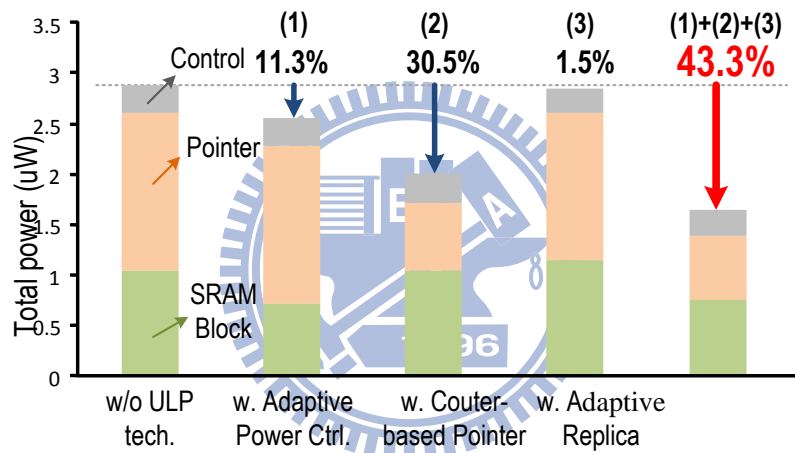 3.5
3
2.5
2
1.5
1
0.5
0
Total power (uW)
Control
Pointer
SRAM
Block
(1)
11.3%
(2)
30.5%
(3)
1.5%
(1)+(2)+(3)
43.3%
E
A
1896
w/o ULP
tech.
w. Adaptive
Power Ctrl.
w. Couter-
based Pointer
w. Adaptive
Replica